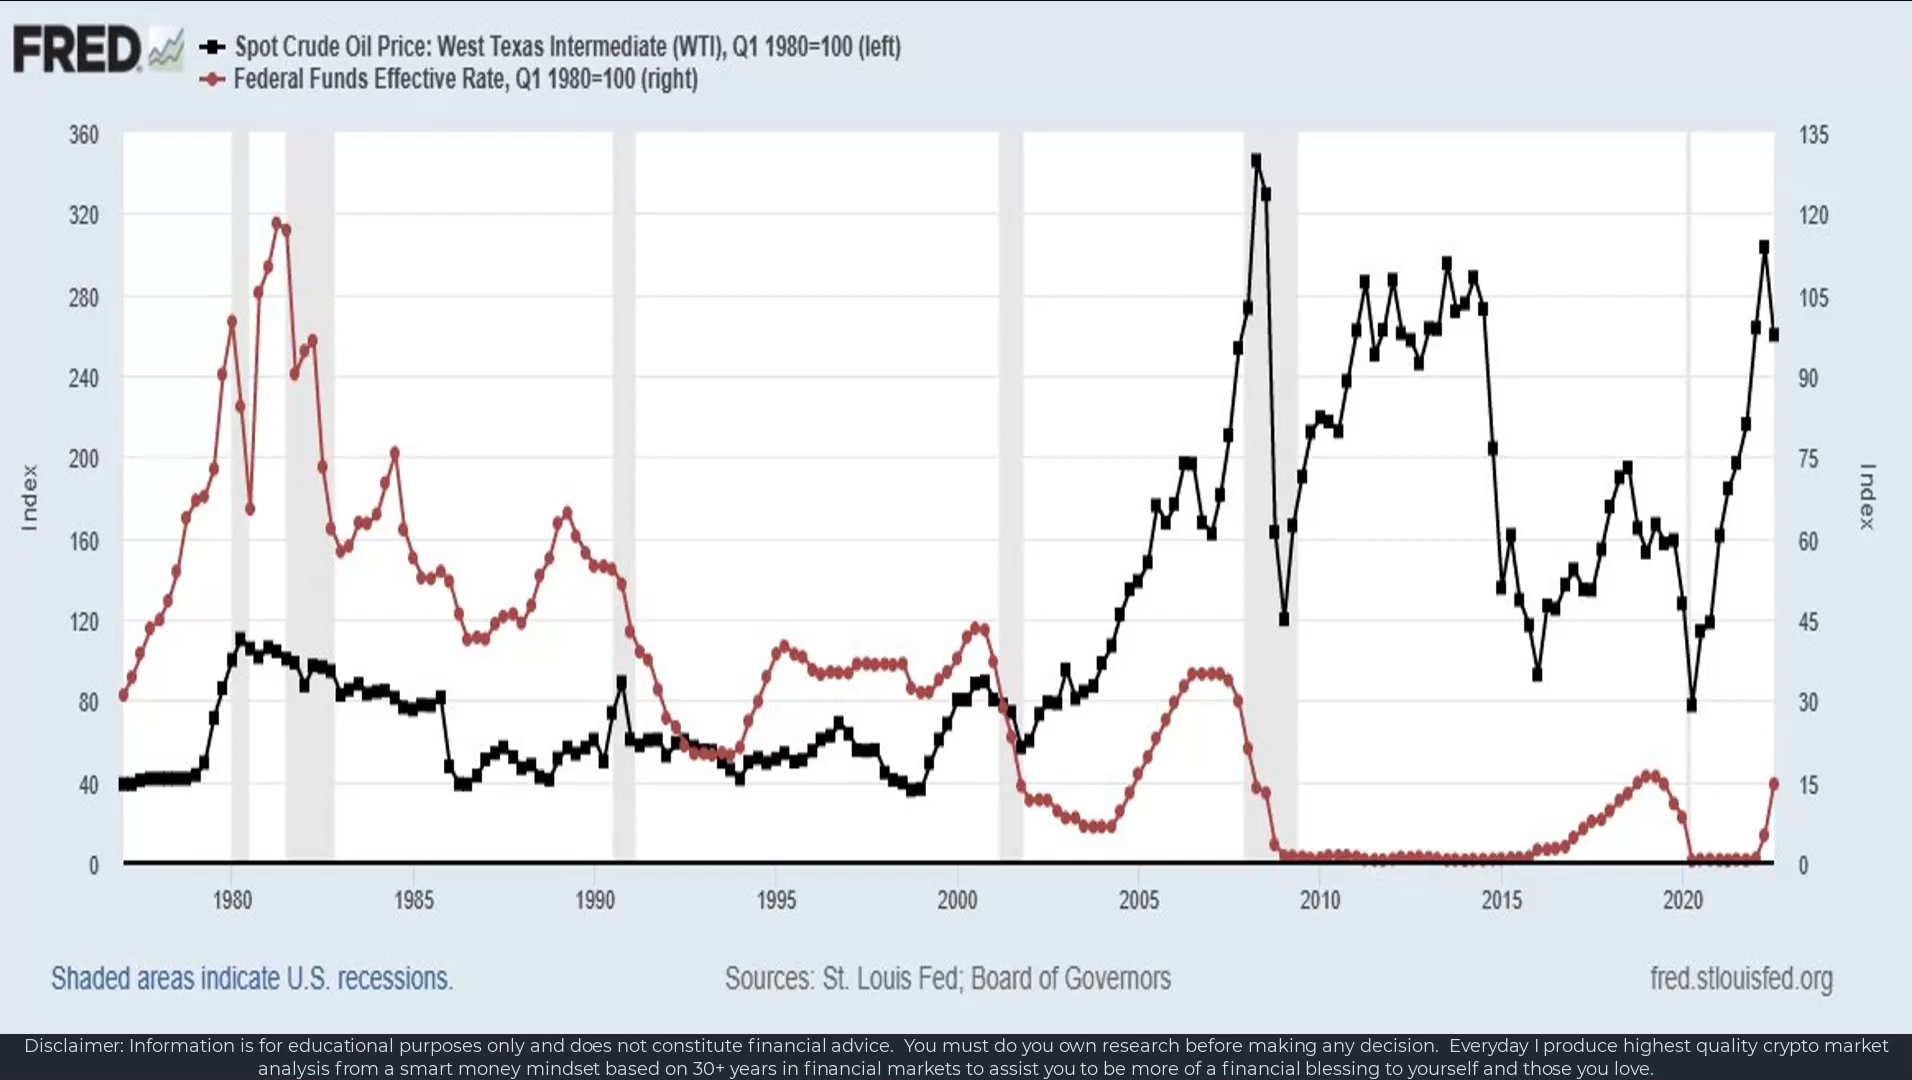 FRED
Spot Crude Oil Price: West Texas Intermediate (WTI), Q1 1980=100 (left)
Federal Funds Effective Rate, Q1 1980=100 (right)
360
320
280
240
200
160
120
80
40
0
Index
135
120
105
90
75
60
45
30
15
0
Index
1980 1985 1990 1995 2000 2005 2010 2015 2020
Shaded areas indicate U.S. recessions.
Sources: St. Louis Fed; Board of Governors
fred.stlouisfed.org
Disclaimer: Information is for educational purposes only and does not constitute financial advice. You must do you own research before making any decision. Everyday I produce highest quality crypto market
analysis from a smart money mindset based on 30+ years in financial markets to assist you to be more of a financial blessing to yourself and those you love.